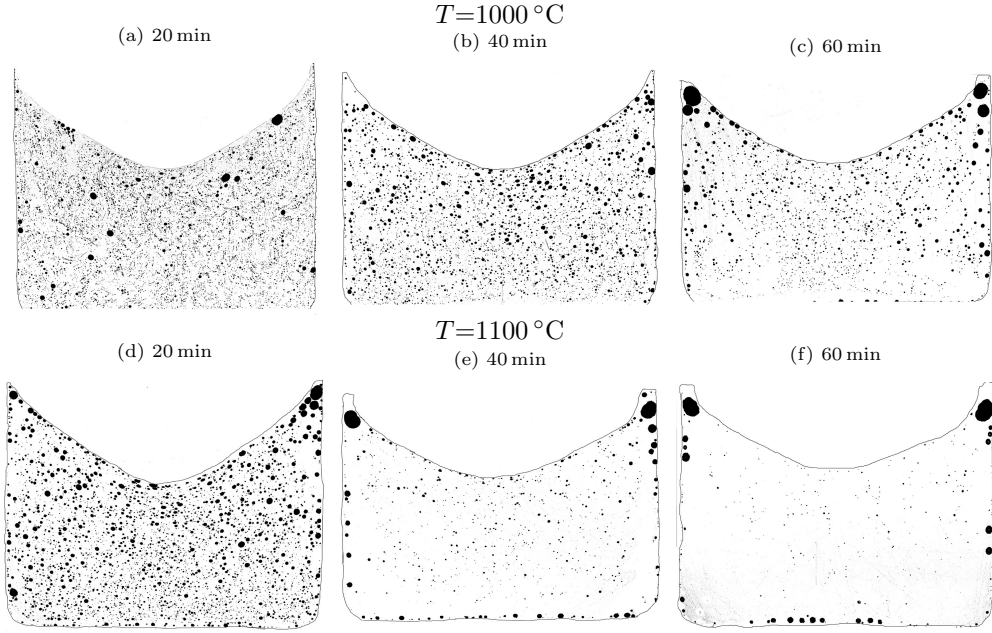 T=1000 °C
(a) 20 min
(b) 40 min
(c) 60 min
T=1100 °C
(d) 20 min
(e) 40 min
(f) 60 min